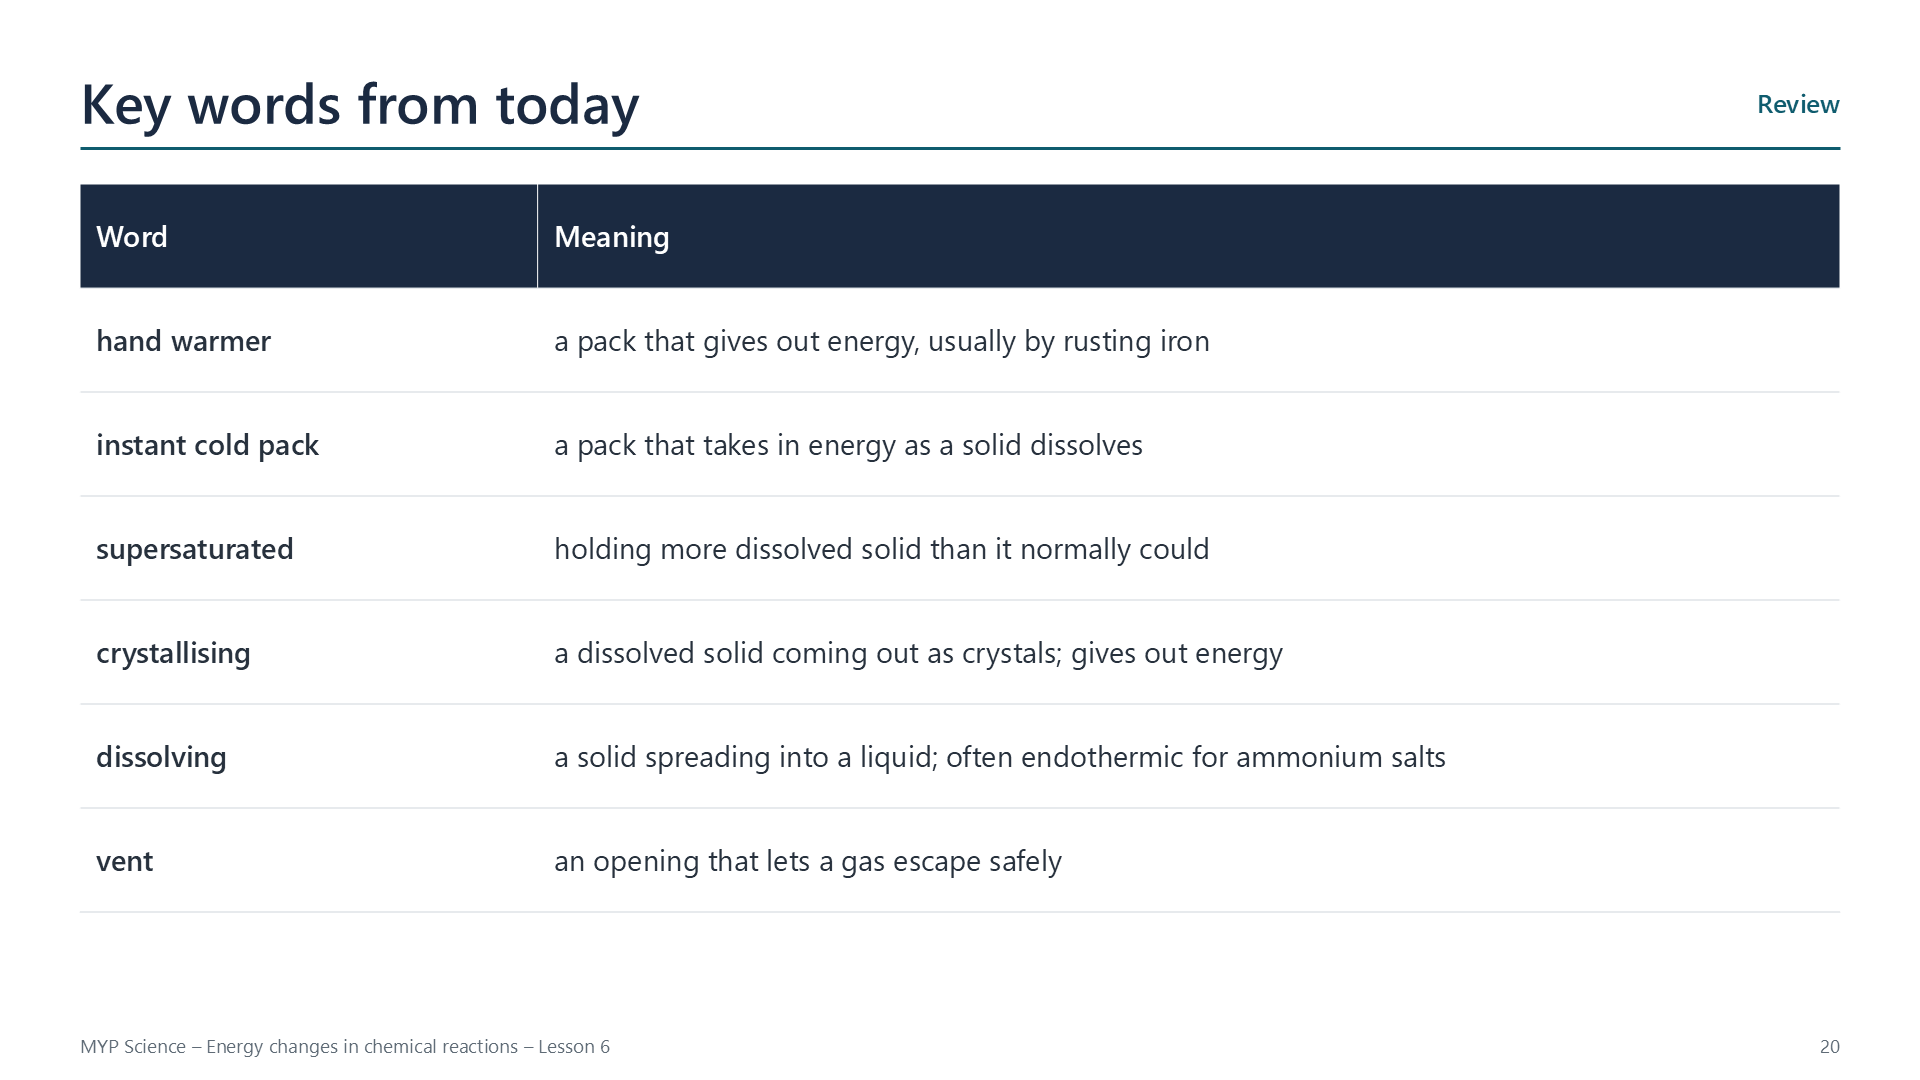 Key words from today
Review
Word
Meaning
hand warmer
a pack that gives out energy, usually by rusting iron
instant cold pack
a pack that takes in energy as a solid dissolves
supersaturated
holding more dissolved solid than it normally could
crystallising
a dissolved solid coming out as crystals; gives out energy
dissolving
a solid spreading into a liquid; often endothermic for ammonium salts
vent
an opening that lets a gas escape safely
MYP Science – Energy changes in chemical reactions – Lesson 6
20